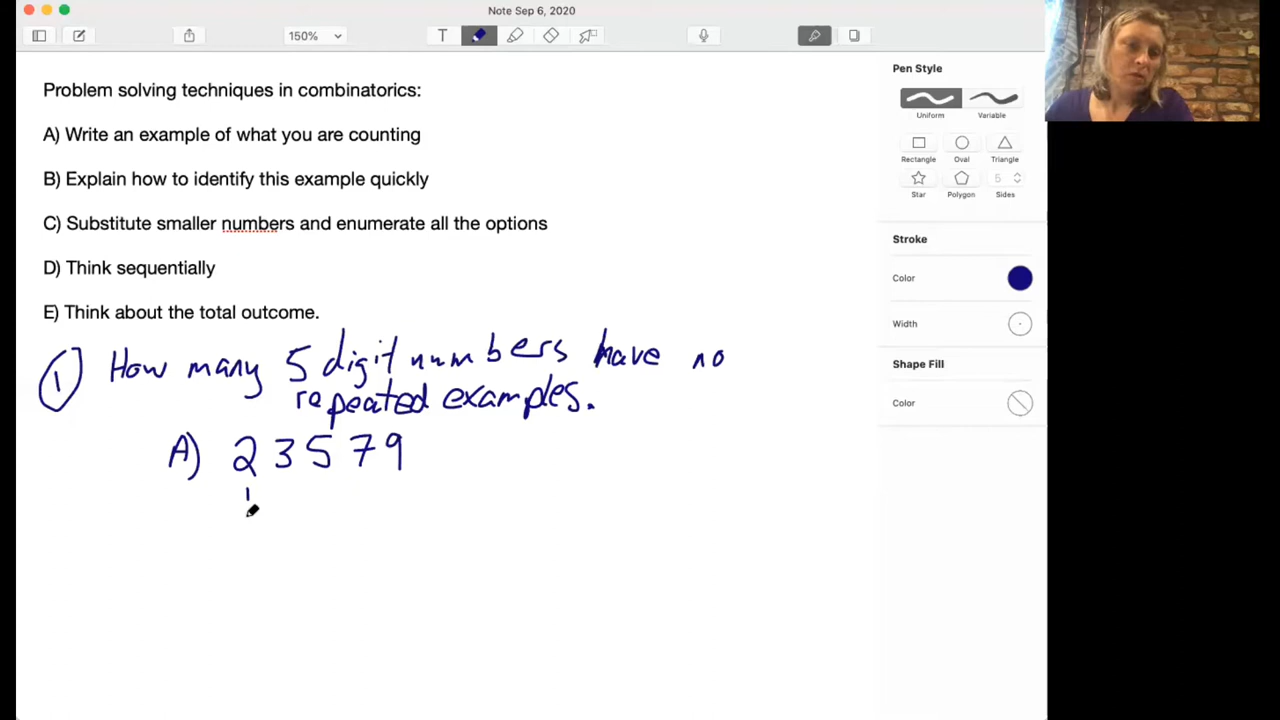 Note Sep 6, 2020
150%
T
Problem solving techniques in combinatorics:
A) Write an example of what you are counting
B) Explain how to identify this example quickly
C) Substitute smaller numbers and enumerate all the options
D) Think sequentially
E) Think about the total outcome.
① How many 5 digit numbers have no
repeated examples.
A) 2 3 5 7 9
Pen Style
Uniform
Variable
Rectangle
Oval
Triangle
5
Star
Polygon
Sides
Stroke
Color
Width
Shape Fill
Color